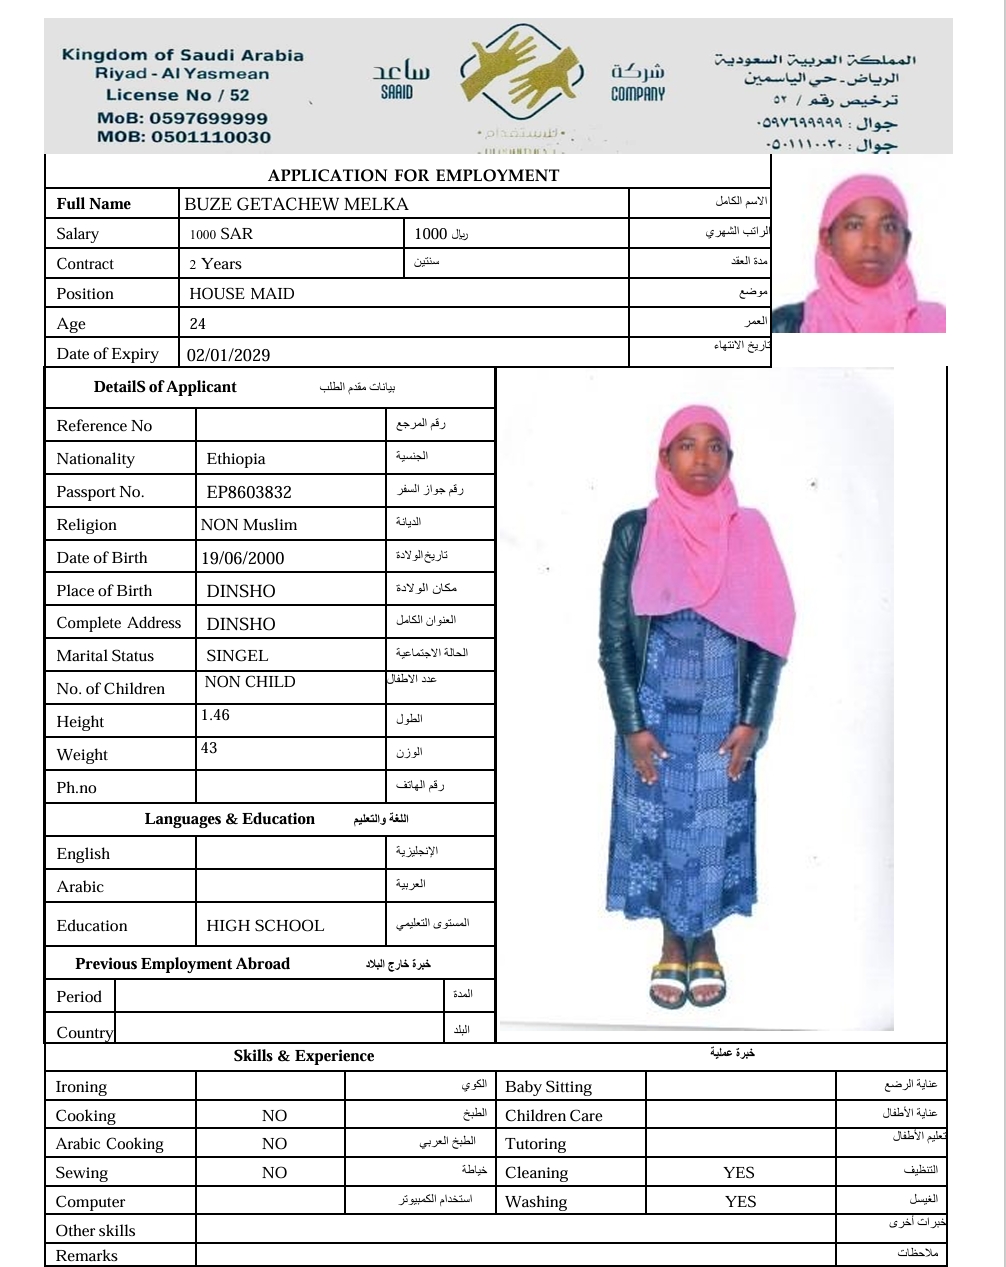 Kingdom of Saudi Arabia
Riyad - Al Yasmean
License No / 52
MoB: 0597699999
MOB: 0501110030
ساعد
SAAID
شركة
COMPANY
للاستقدام
المملكة العربية السعودية
الرياض - حي الياسمين
ترخيص رقم / ٥٢
جوال : ٠٥٩٧٦٩٩٩٩٩
جوال : ٠٥٠١١١٠٠٣٠
APPLICATION FOR EMPLOYMENT
Full Name BUZE GETACHEW MELKA الاسم الكامل
Salary 1000 SAR 1000 ريال الراتب الشهري
Contract 2 Years سنتين مدة العقد
Position HOUSE MAID موضع
Age 24 العمر
Date of Expiry 02/01/2029 تاريخ الانتهاء
DetailS of Applicant بيانات مقدم الطلب
Reference No رقم المرجع
Nationality Ethiopia الجنسية
Passport No. EP8603832 رقم جواز السفر
Religion NON Muslim الديانة
Date of Birth 19/06/2000 تاريخ الولادة
Place of Birth DINSHO مكان الولادة
Complete Address DINSHO العنوان الكامل
Marital Status SINGEL الحالة الاجتماعية
No. of Children NON CHILD عدد الاطفال
Height 1.46 الطول
Weight 43 الوزن
Ph.no رقم الهاتف
Languages & Education اللغة والتعليم
English الإنجليزية
Arabic العربية
Education HIGH SCHOOL المستوى التعليمي
Previous Employment Abroad خبرة خارج البلاد
Period المدة
Country البلد
Skills & Experience خبرة عملية
Ironing الكوي Baby Sitting عناية الرضع
Cooking NO الطبخ Children Care عناية الأطفال
Arabic Cooking NO الطبخ العربي Tutoring تعليم الأطفال
Sewing NO خياطة Cleaning YES التنظيف
Computer استخدام الكمبيوتر Washing YES الغيسل
Other skills خبرات أخرى
Remarks ملاحظات